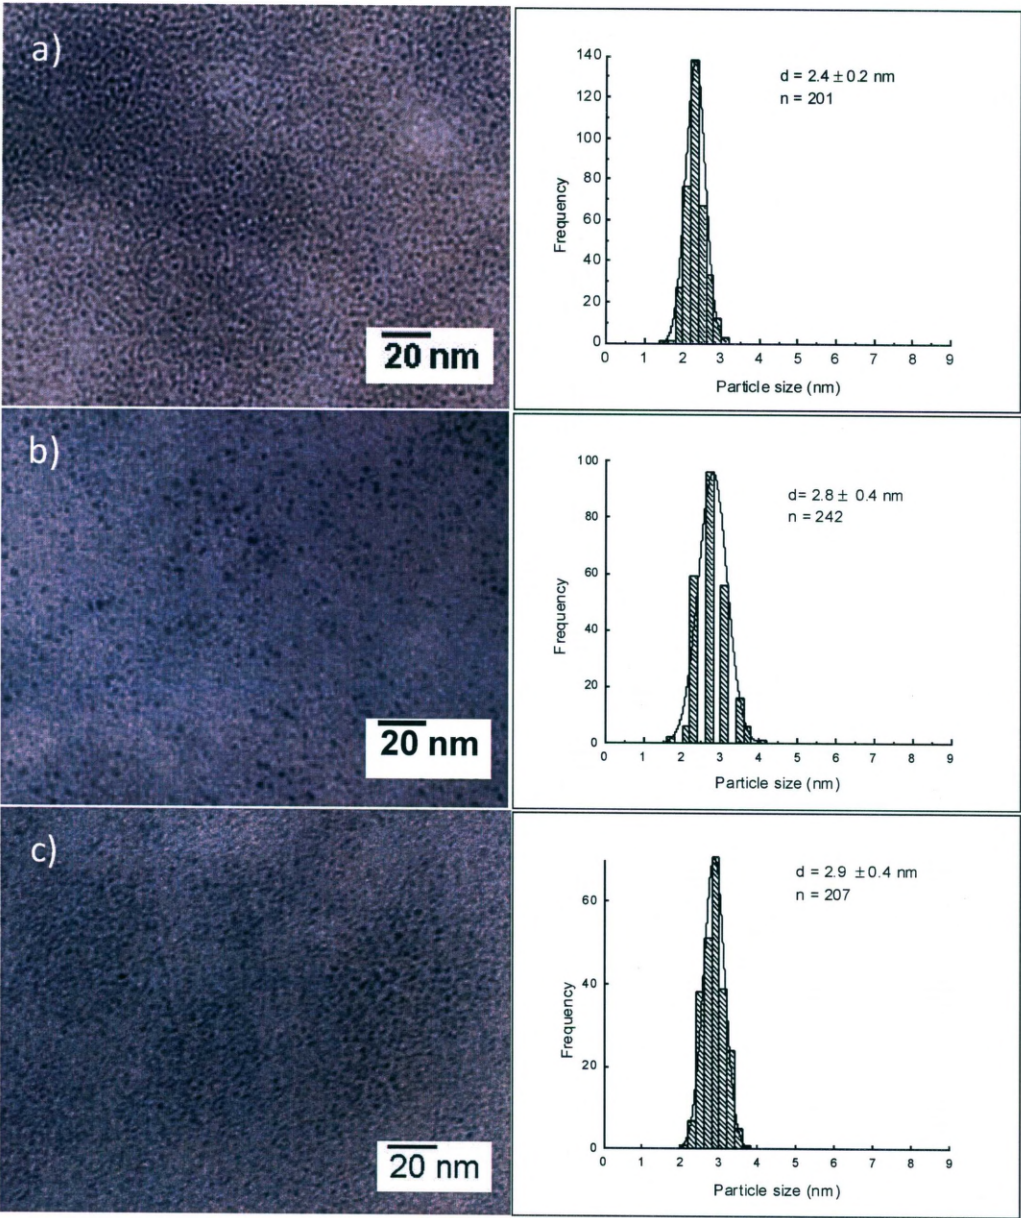 a)
20 nm
140
120
100
80
60
40
20
0
Frequency
0 1 2 3 4 5 6 7 8 9
Particle size (nm)
d = 2.4 ± 0.2 nm
n = 201
b)
20 nm
100
80
60
40
20
0
Frequency
0 1 2 3 4 5 6 7 8 9
Particle size (nm)
d= 2.8 ± 0.4 nm
n = 242
c)
20 nm
60
40
20
0
Frequency
0 1 2 3 4 5 6 7 8 9
Particle size (nm)
d = 2.9 ±0.4 nm
n = 207